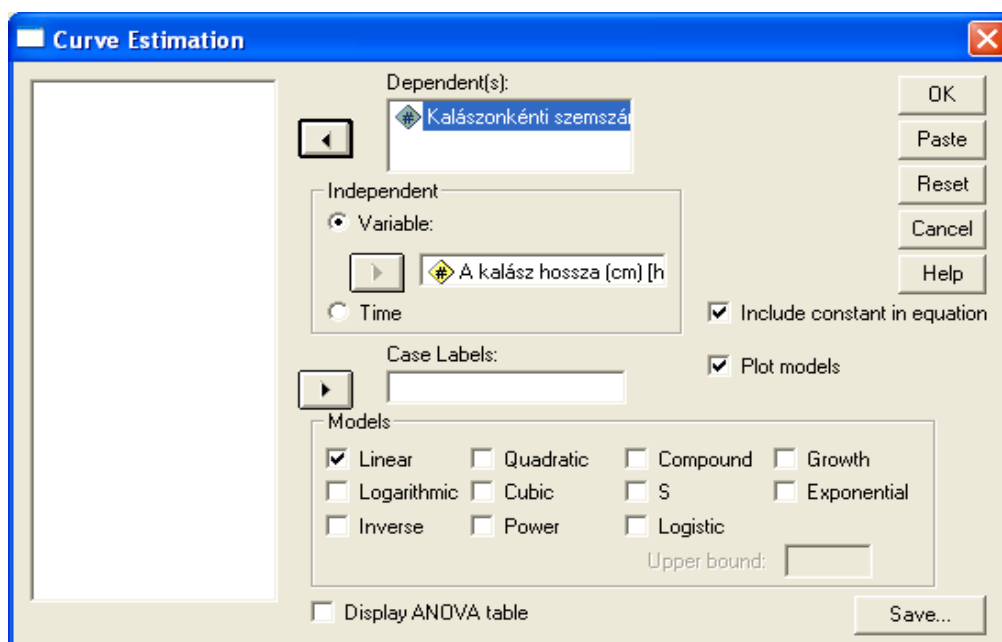 Curve Estimation
Dependent(s):
# Kalászonkénti szemszár
OK
Paste
Reset
Cancel
Help
Independent
Variable:
# A kalász hossza (cm) [h
Time
Include constant in equation
Case Labels:
Plot models
Models
Linear Quadratic Compound Growth
Logarithmic Cubic S Exponential
Inverse Power Logistic
Upper bound:
Display ANOVA table
Save...